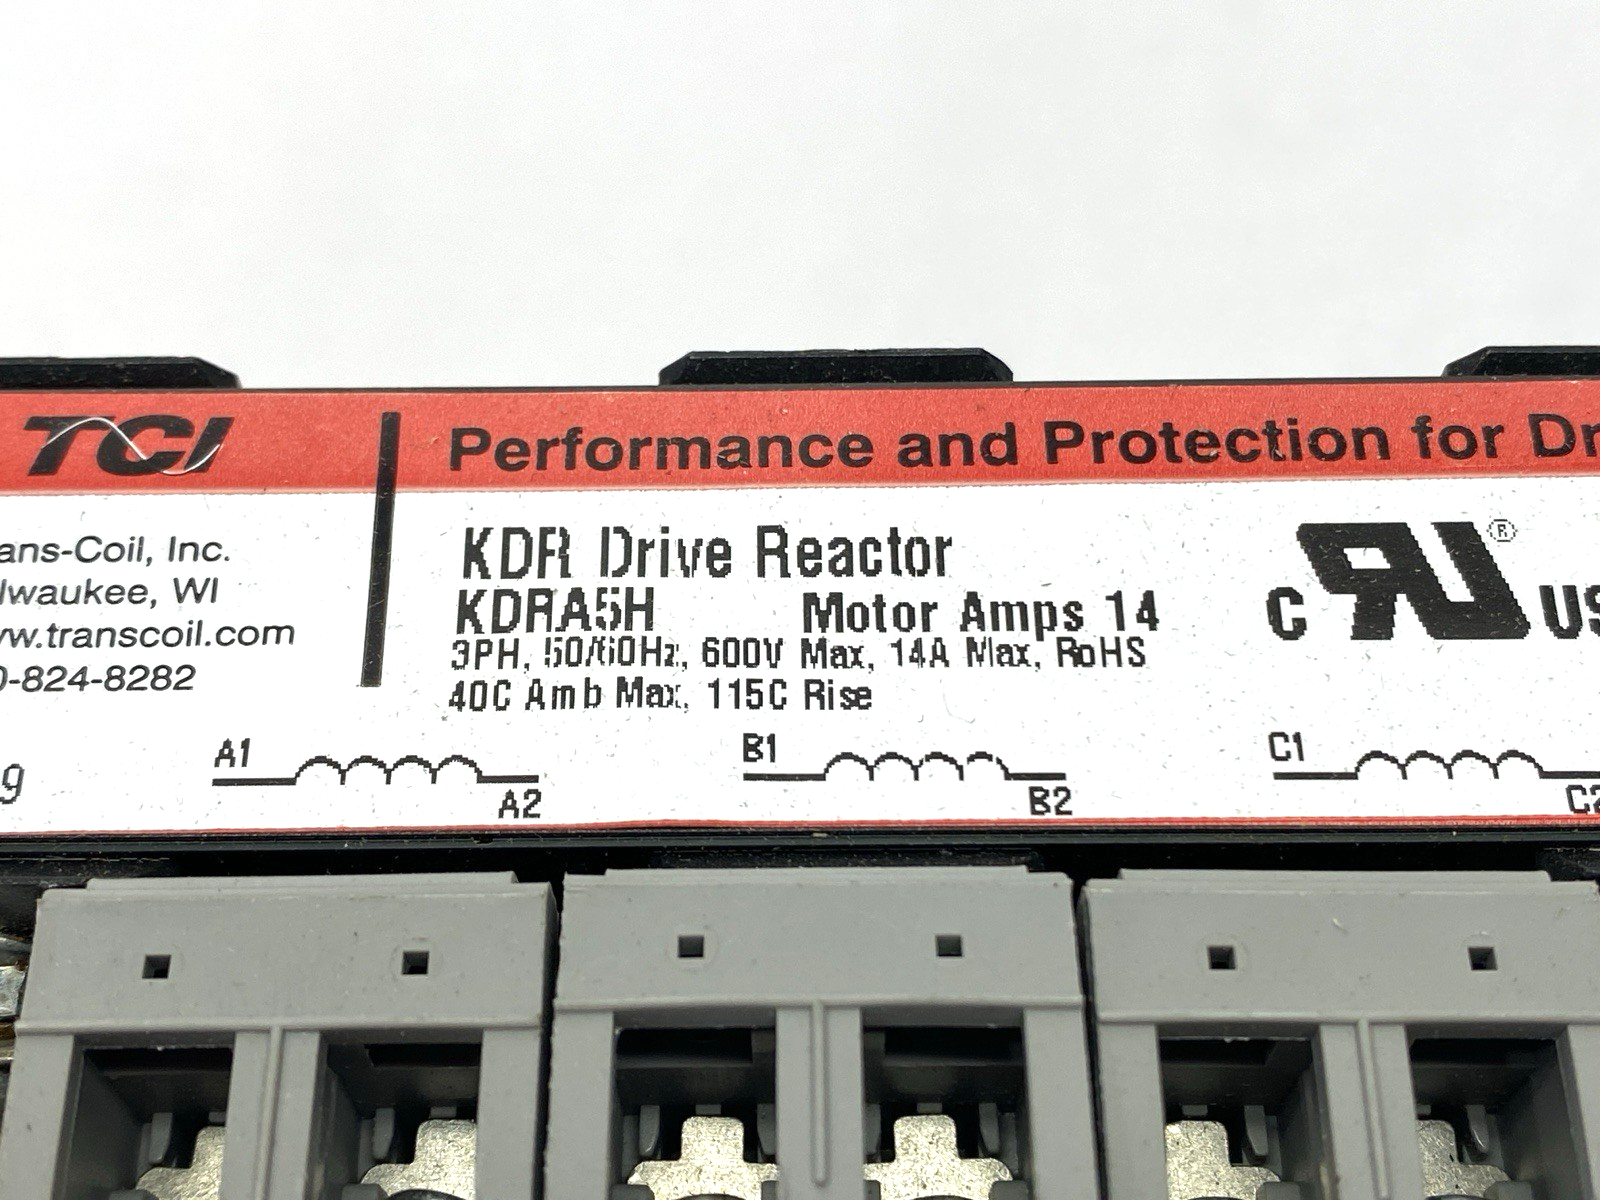 TCI
Performance and Protection for Dr
ans-Coil, Inc.
lwaukee, WI
w.transcoil.com
0-824-8282
9
KDR Drive Reactor
KDRA5H Motor Amps 14
3PH, 50/60Hz, 600V Max, 14A Max, RoHS
40C Amb Max, 115C Rise
C RU ® US
A1 A2
B1 B2
C1 C2